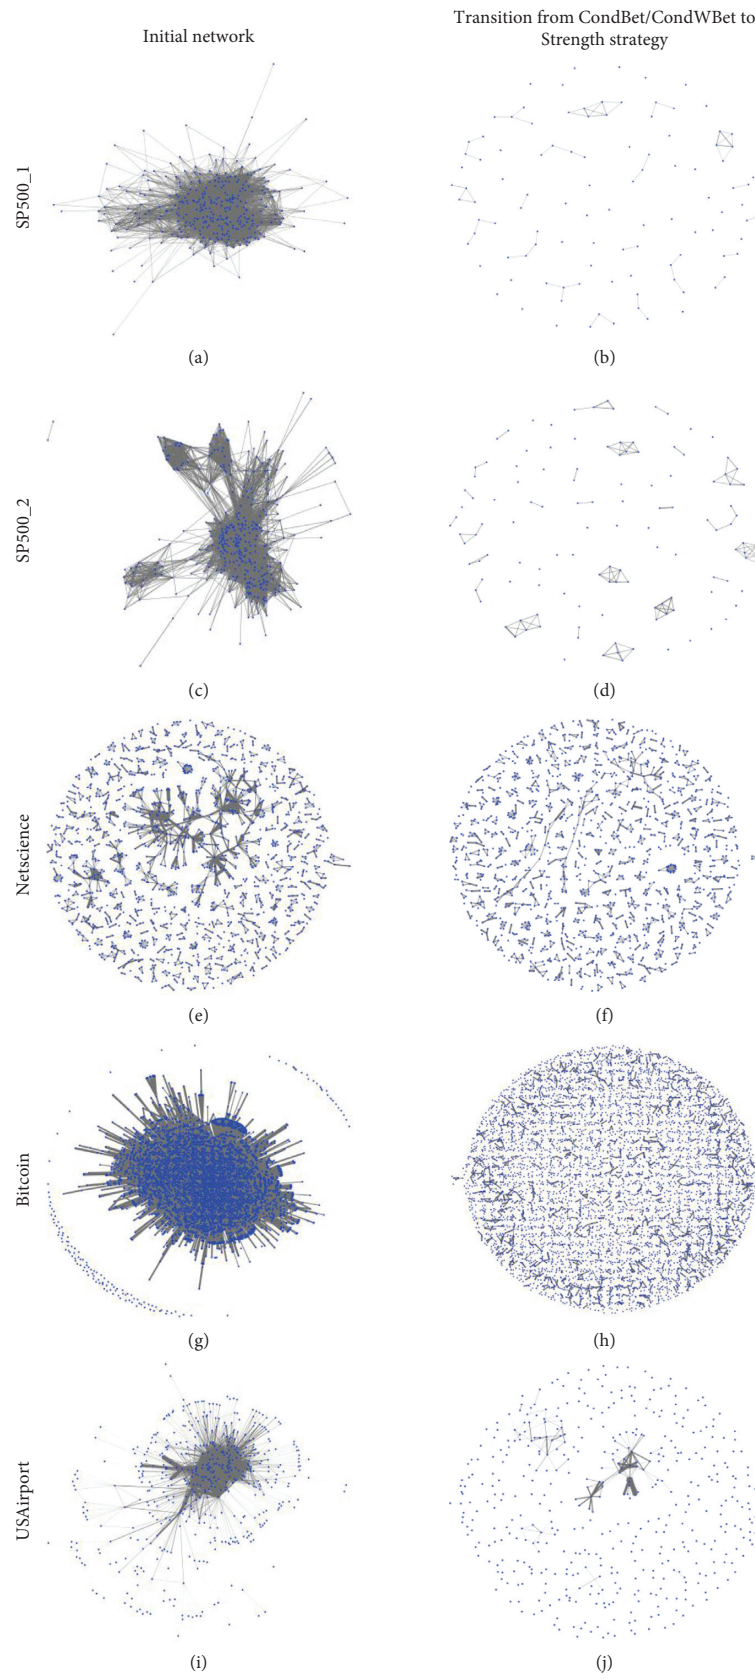 Initial network
Transition from CondBet/CondWBet to
Strength strategy
SP500_1
(a)
(b)
SP500_2
(c)
(d)
Netscience
(e)
(f)
Bitcoin
(g)
(h)
USAirport
(i)
(j)